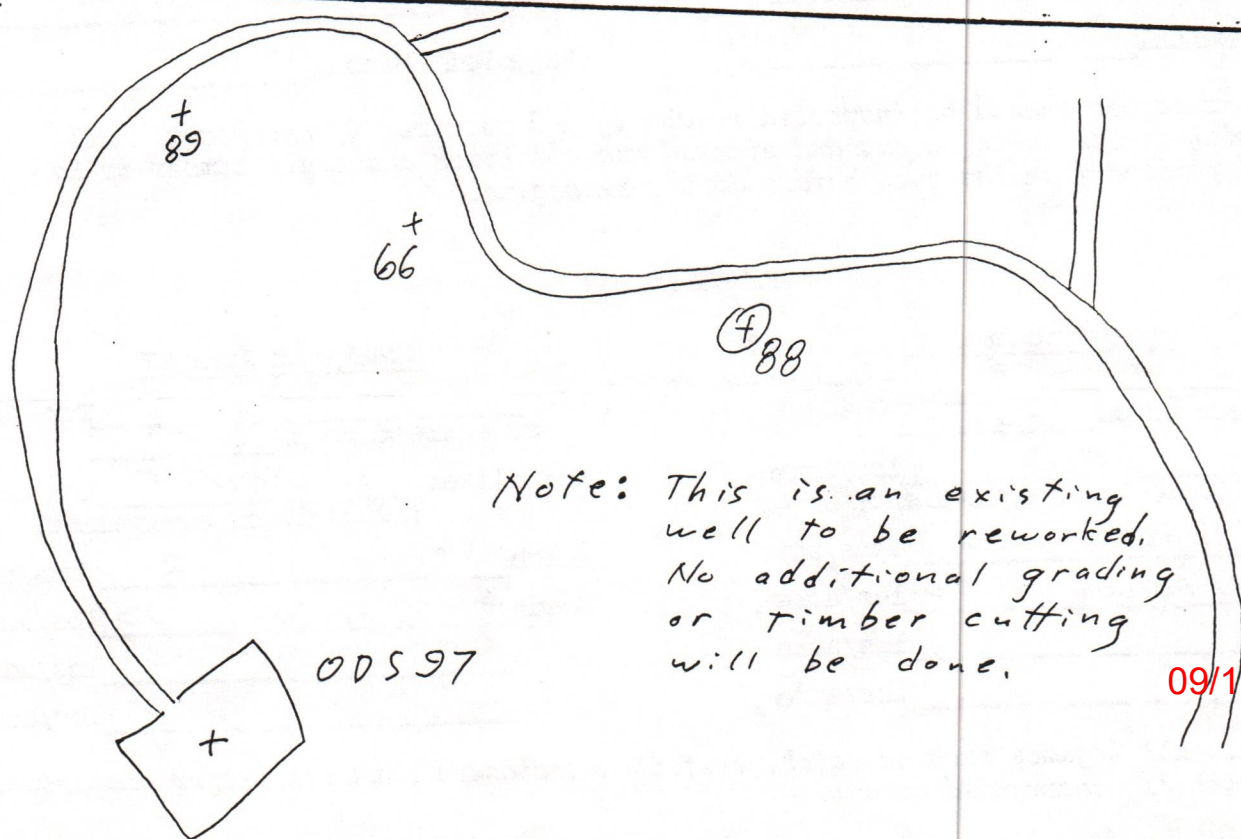 89
66
88
Note: This is an existing
well to be reworked.
No additional grading
or timber cutting
will be done.
ODS97
09/1